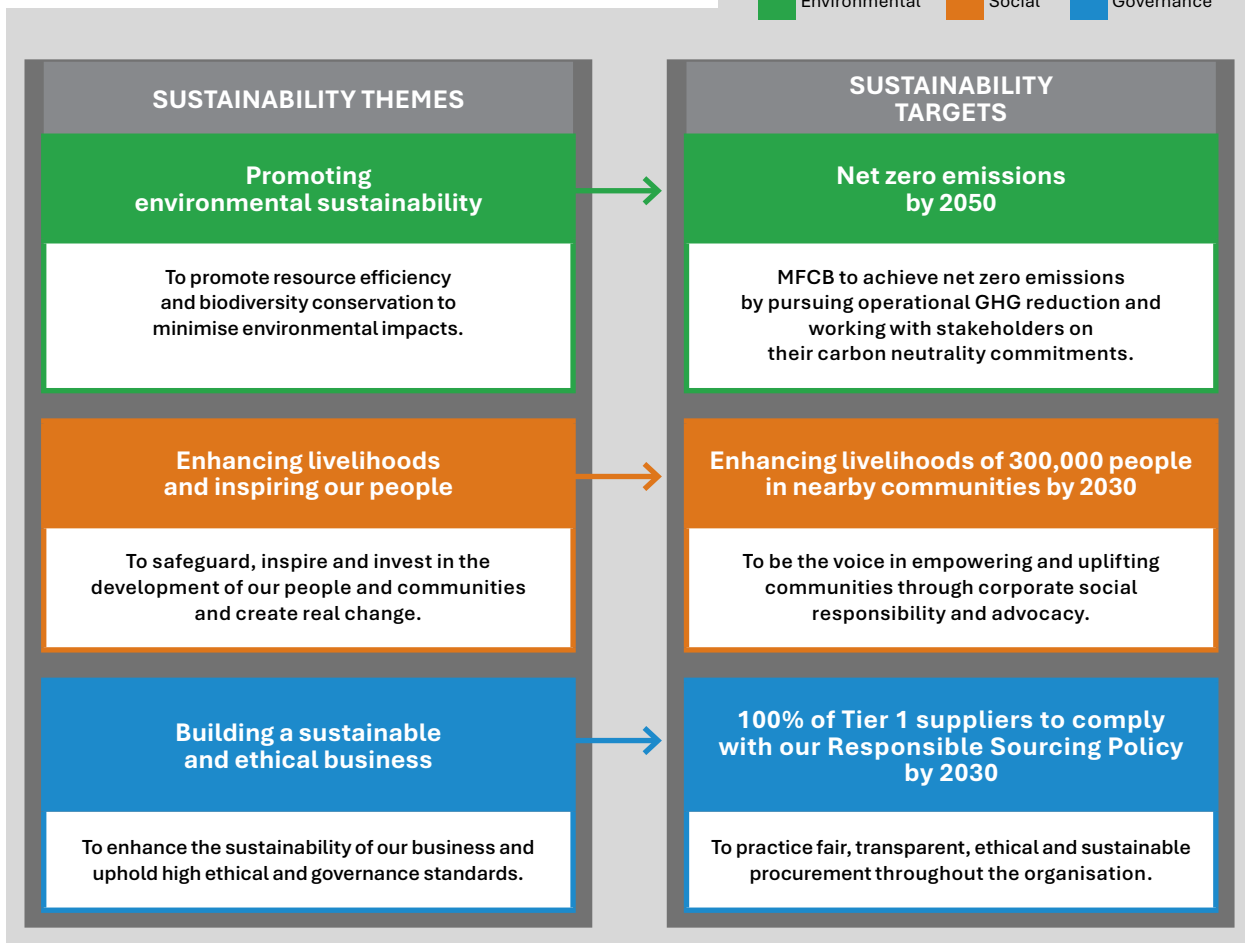 Environmental
Social
Governance
SUSTAINABILITY THEMES
Promoting
environmental sustainability
To promote resource efficiency
and biodiversity conservation to
minimise environmental impacts.
Enhancing livelihoods
and inspiring our people
To safeguard, inspire and invest in the
development of our people and communities
and create real change.
Building a sustainable
and ethical business
To enhance the sustainability of our business and
uphold high ethical and governance standards.
SUSTAINABILITY
TARGETS
Net zero emissions
by 2050
MFCB to achieve net zero emissions
by pursuing operational GHG reduction and
working with stakeholders on
their carbon neutrality commitments.
Enhancing livelihoods of 300,000 people
in nearby communities by 2030
To be the voice in empowering and uplifting
communities through corporate social
responsibility and advocacy.
100% of Tier 1 suppliers to comply
with our Responsible Sourcing Policy
by 2030
To practice fair, transparent, ethical and sustainable
procurement throughout the organisation.